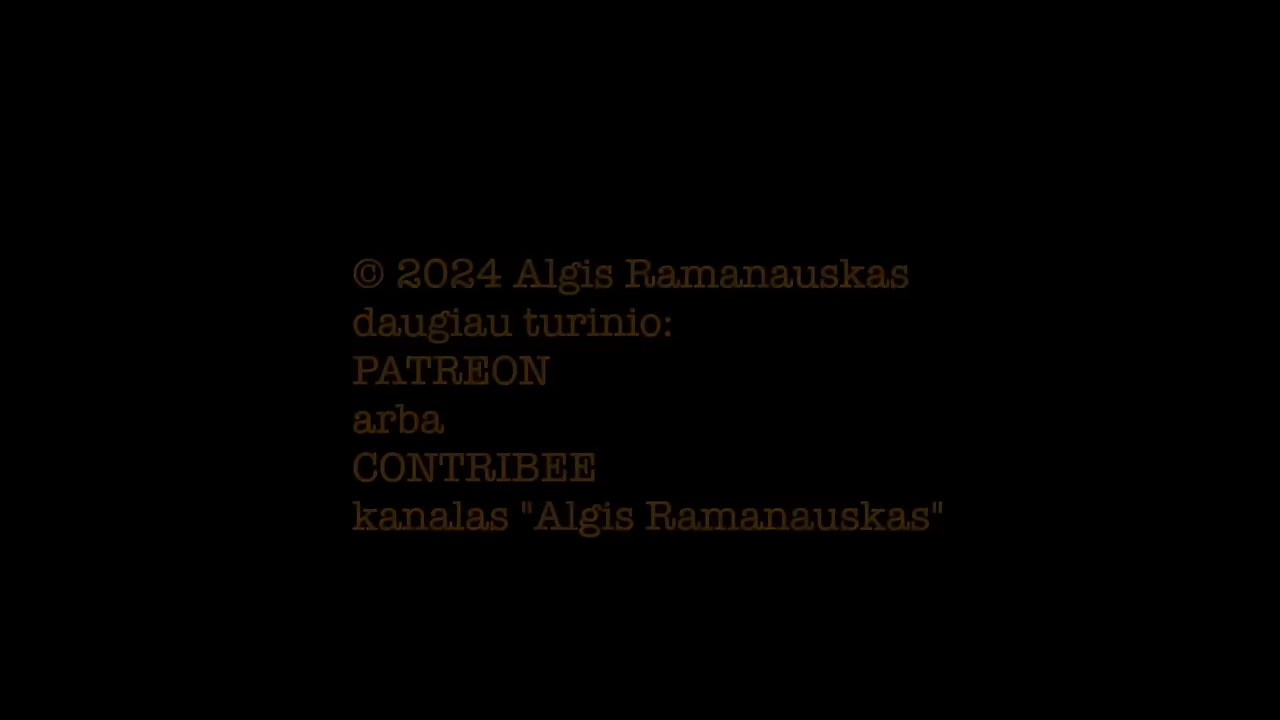 © 2024 Algis Ramanauskas
daugiau turinio:
PATREON
arba
CONTRIBEE
kanalas "Algis Ramanauskas"